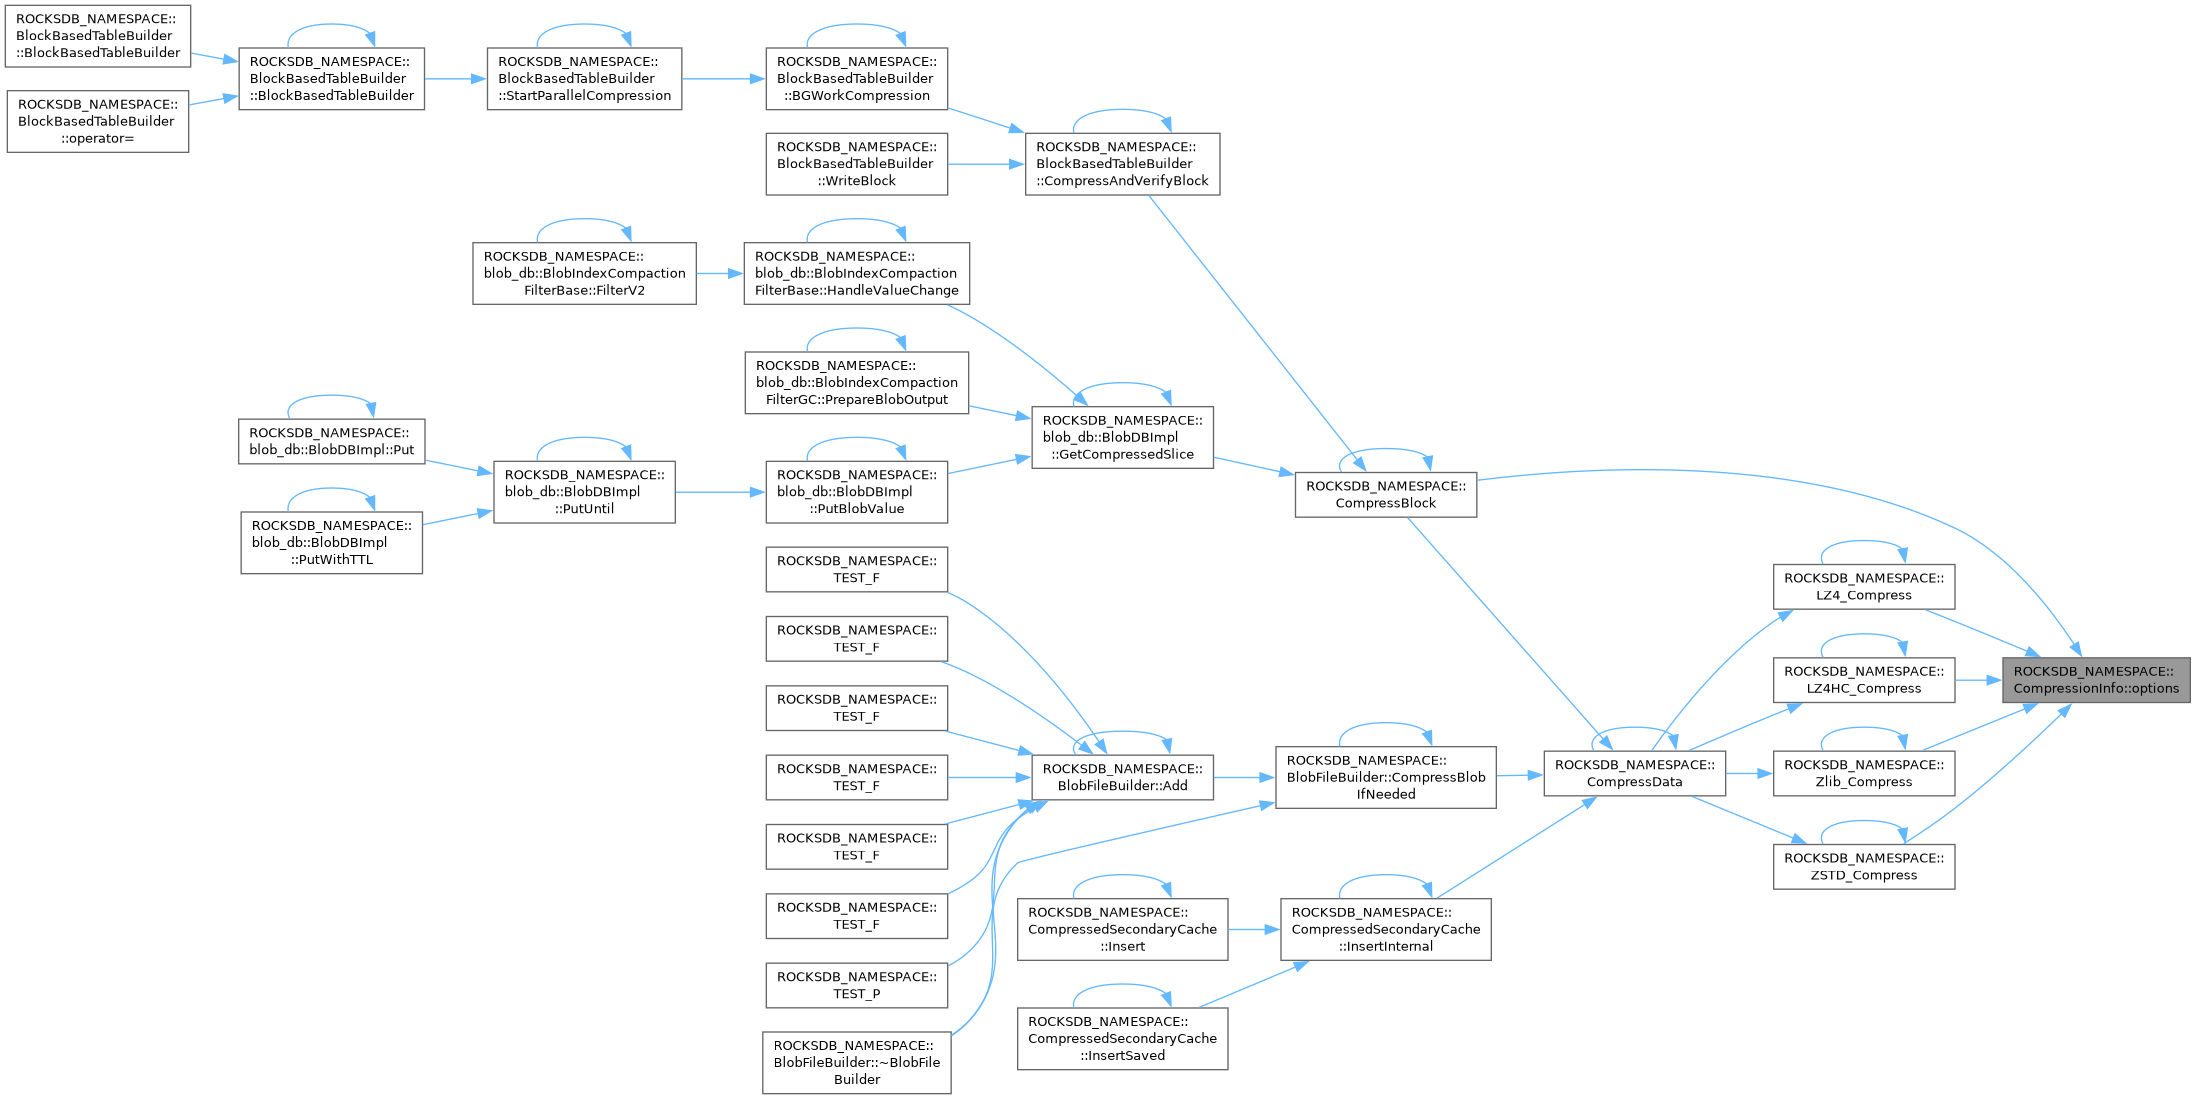 ROCKSDB_NAMESPACE::
BlockBasedTableBuilder
::BlockBasedTableBuilder
ROCKSDB_NAMESPACE::
BlockBasedTableBuilder
::operator=
ROCKSDB_NAMESPACE::
BlockBasedTableBuilder
::BlockBasedTableBuilder
ROCKSDB_NAMESPACE::
BlockBasedTableBuilder
::StartParallelCompression
ROCKSDB_NAMESPACE::
BlockBasedTableBuilder
::BGWorkCompression
ROCKSDB_NAMESPACE::
BlockBasedTableBuilder
::WriteBlock
ROCKSDB_NAMESPACE::
BlockBasedTableBuilder
::CompressAndVerifyBlock
ROCKSDB_NAMESPACE::
blob_db::BlobIndexCompaction
FilterBase::FilterV2
ROCKSDB_NAMESPACE::
blob_db::BlobIndexCompaction
FilterBase::HandleValueChange
ROCKSDB_NAMESPACE::
blob_db::BlobIndexCompaction
FilterGC::PrepareBlobOutput
ROCKSDB_NAMESPACE::
blob_db::BlobDBImpl
::GetCompressedSlice
ROCKSDB_NAMESPACE::
blob_db::BlobDBImpl::Put
ROCKSDB_NAMESPACE::
blob_db::BlobDBImpl
::PutWithTTL
ROCKSDB_NAMESPACE::
blob_db::BlobDBImpl
::PutUntil
ROCKSDB_NAMESPACE::
blob_db::BlobDBImpl
::PutBlobValue
ROCKSDB_NAMESPACE::
CompressBlock
ROCKSDB_NAMESPACE::
TEST_F
ROCKSDB_NAMESPACE::
TEST_F
ROCKSDB_NAMESPACE::
TEST_F
ROCKSDB_NAMESPACE::
TEST_F
ROCKSDB_NAMESPACE::
TEST_F
ROCKSDB_NAMESPACE::
TEST_F
ROCKSDB_NAMESPACE::
TEST_P
ROCKSDB_NAMESPACE::
BlobFileBuilder::~BlobFile
Builder
ROCKSDB_NAMESPACE::
BlobFileBuilder::Add
ROCKSDB_NAMESPACE::
BlobFileBuilder::CompressBlob
IfNeeded
ROCKSDB_NAMESPACE::
CompressedSecondaryCache
::Insert
ROCKSDB_NAMESPACE::
CompressedSecondaryCache
::InsertSaved
ROCKSDB_NAMESPACE::
CompressedSecondaryCache
::InsertInternal
ROCKSDB_NAMESPACE::
CompressData
ROCKSDB_NAMESPACE::
LZ4_Compress
ROCKSDB_NAMESPACE::
LZ4HC_Compress
ROCKSDB_NAMESPACE::
Zlib_Compress
ROCKSDB_NAMESPACE::
ZSTD_Compress
ROCKSDB_NAMESPACE::
CompressionInfo::options